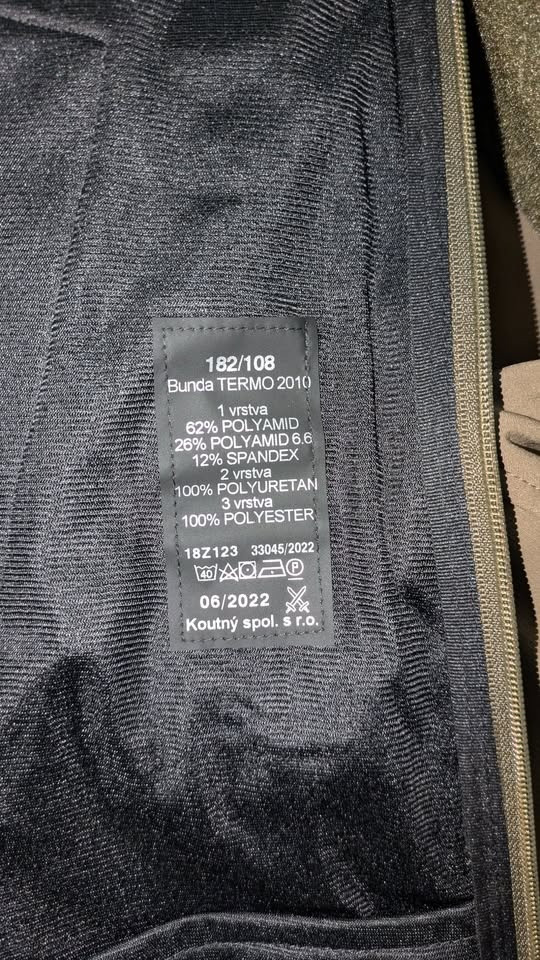 182/108
Bunda TERMO 2010
1 vrstva
62% POLYAMID
26% POLYAMID 6.6
12% SPANDEX
2 vrstva
100% POLYURETAN
3 vrstva
100% POLYESTER
18Z123 33045/2022
40 P
06/2022
Koutný spol. s r.o.